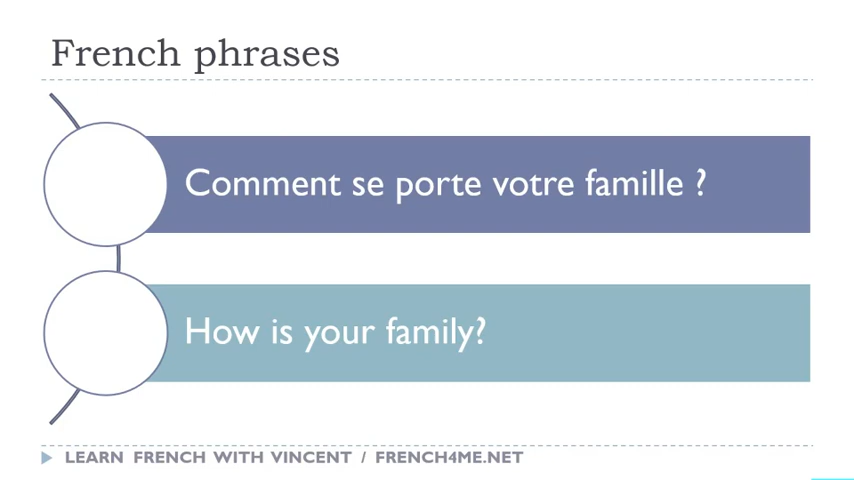 French phrases
Comment se porte votre famille ?
How is your family?
LEARN FRENCH WITH VINCENT / FRENCH4ME.NET